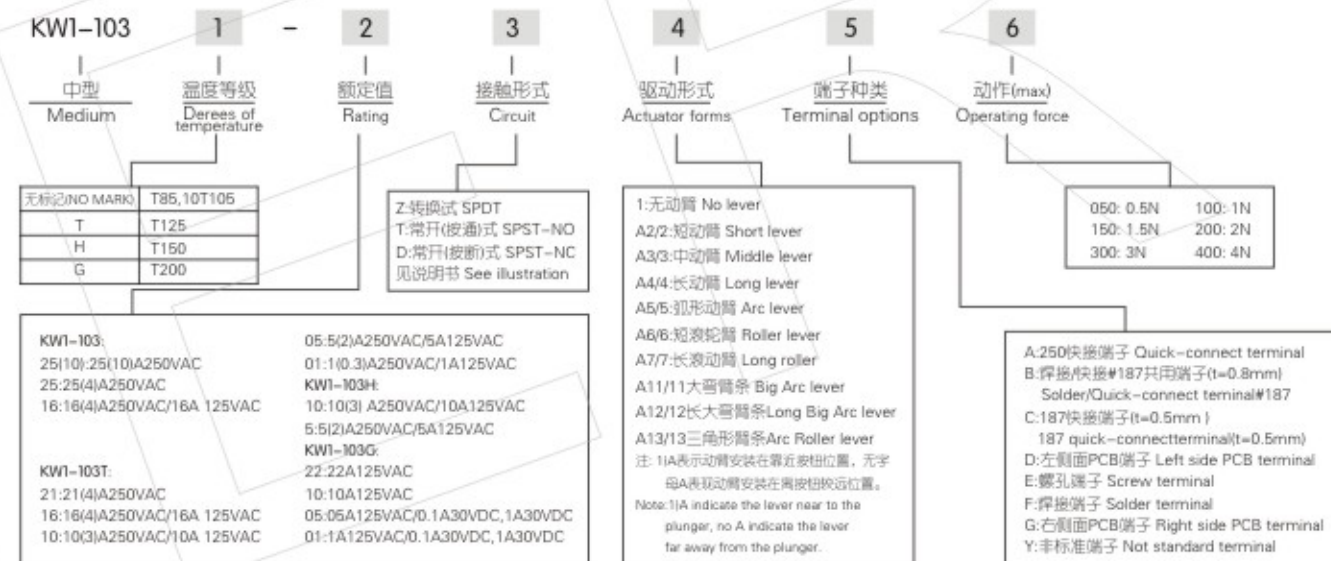 KW1-103 1 - 2 3 4 5 6
中型 温度等级 额定值 接触形式 驱动形式 端子种类 动作(max)
Medium Derees of temperature Rating Circuit Actuator forms Terminal options Operating force
无标记(NO MARK) T85,10T105
T T125
H T150
G T200
Z:转换试 SPDT
T:常开(按通)式 SPST-NO
D:常开(按断)式 SPST-NC
见说明书 See illustration
1:无动臂 No lever
A2/2:短动臂 Short lever
A3/3:中动臂 Middle lever
A4/4:长动臂 Long lever
A5/5:弧形动臂 Arc lever
A6/6:短滚轮臂 Roller lever
A7/7:长滚动臂 Long roller
A11/11大弯臂条 Big Arc lever
A12/12长大弯臂条Long Big Arc lever
A13/13三角形臂条Arc Roller lever
注: 1)A表示动臂安装在靠近按钮位置，无字
母A表现动臂安装在离按钮较远位置。
Note:1)A indicate the lever near to the
plunger, no A indicate the lever
far away from the plunger.
050: 0.5N 100: 1N
150: 1.5N 200: 2N
300: 3N 400: 4N
KW1-103:
25(10):25(10)A250VAC
25:25(4)A250VAC
16:16(4)A250VAC/16A 125VAC
KW1-103T:
21:21(4)A250VAC
16:16(4)A250VAC/16A 125VAC
10:10(3)A250VAC/10A 125VAC
05:5(2)A250VAC/5A125VAC
01:1(0.3)A250VAC/1A125VAC
KW1-103H:
10:10(3) A250VAC/10A125VAC
5:5(2)A250VAC/5A125VAC
KW1-103G:
22:22A125VAC
10:10A125VAC
05:05A125VAC/0.1A30VDC,1A30VDC
01:1A125VAC/0.1A30VDC,1A30VDC
A:250快接端子 Quick-connect terminal
B:焊接/快接#187共用端子(t=0.8mm)
Solder/Quick-connect teminal#187
C:187快接端子(t=0.5mm )
187 quick-connectterminal(t=0.5mm)
D:左侧面PCB端子 Left side PCB terminal
E:螺孔端子 Screw terminal
F:焊接端子 Solder terminal
G:右侧面PCB端子 Right side PCB terminal
Y:非标准端子 Not standard terminal